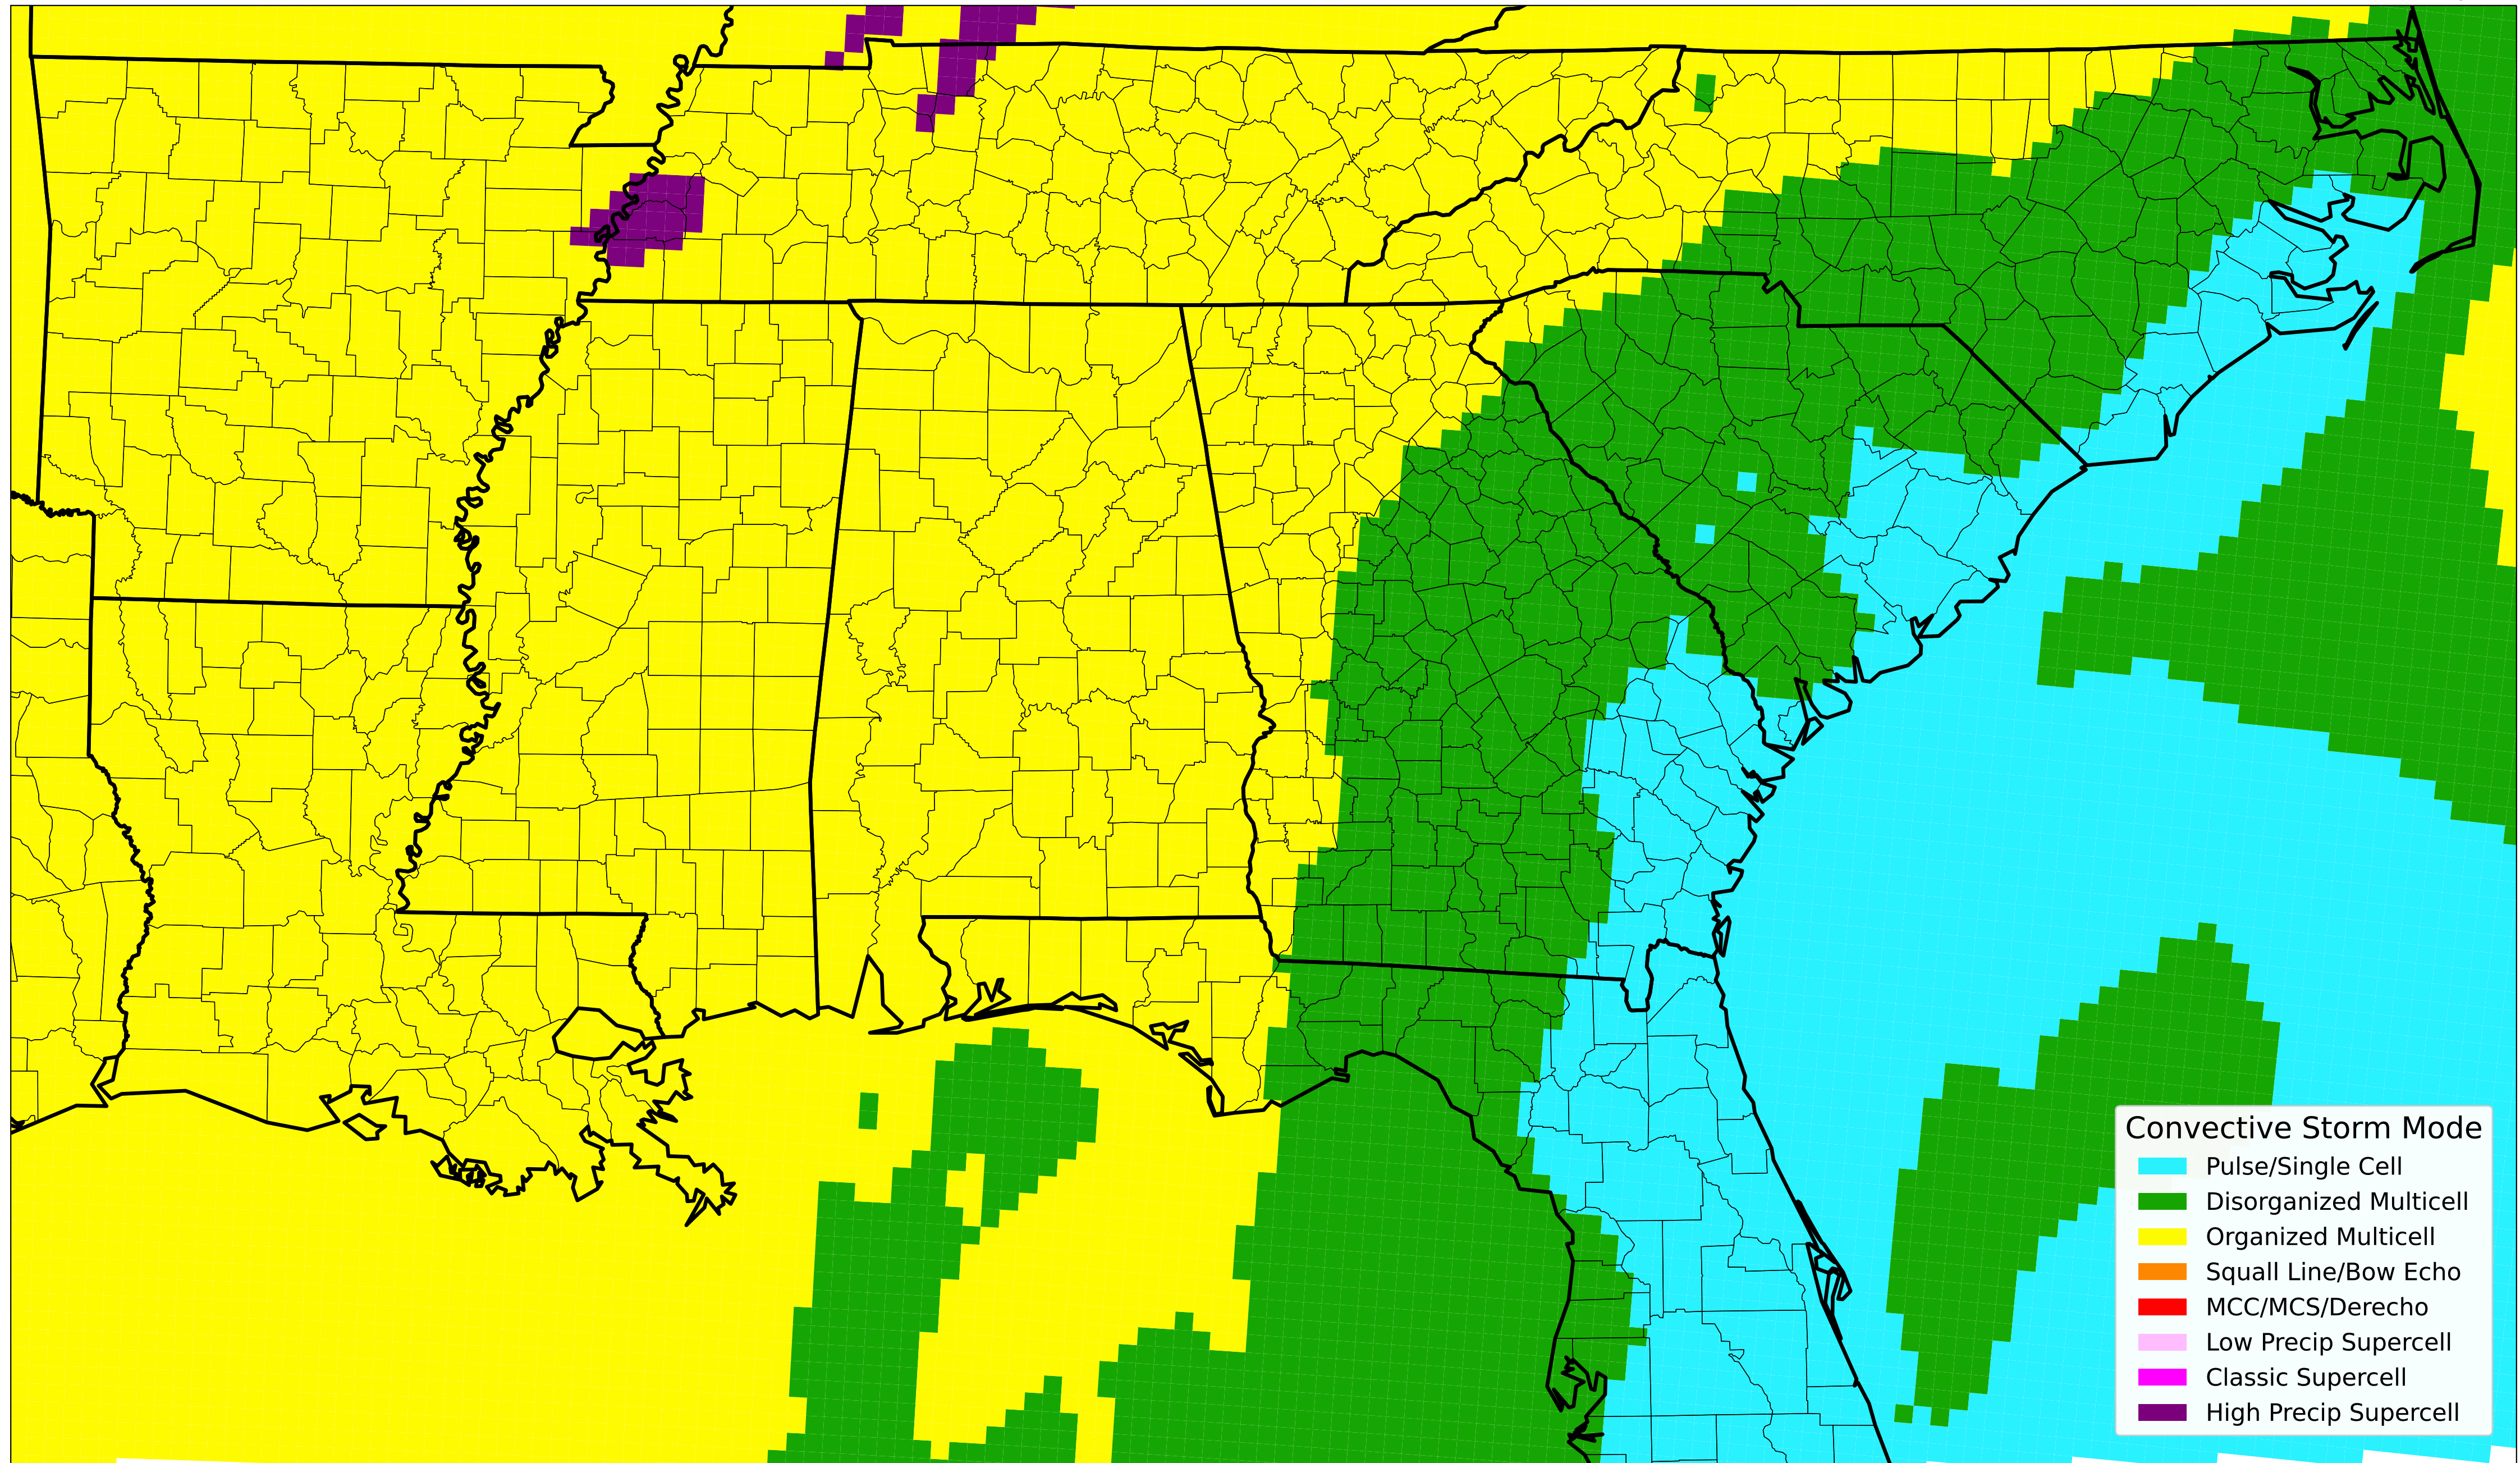 Convective Storm Mode
Pulse/Single Cell
Disorganized Multicell
Organized Multicell
Squall Line/Bow Echo
MCC/MCS/Derecho
Low Precip Supercell
Classic Supercell
High Precip Supercell